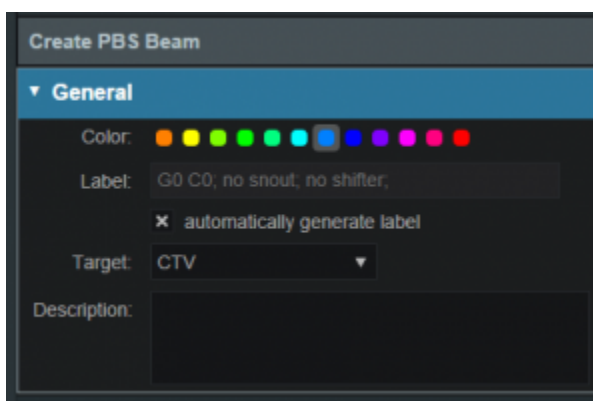 Create PBS Beam
General
Color:
Label: G0 C0; no snout; no shifter;
automatically generate label
Target: CTV
Description: